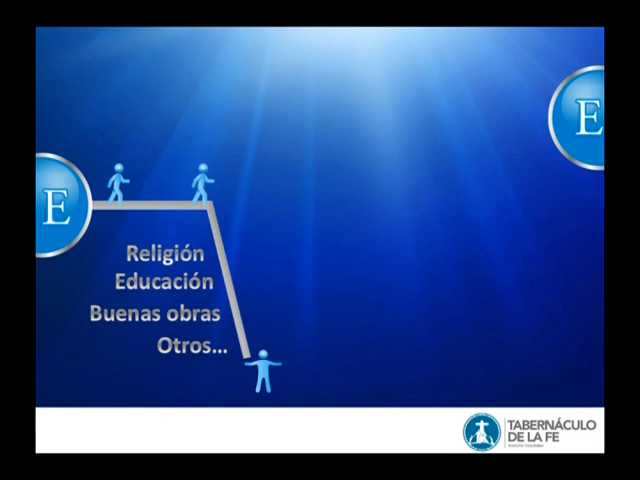 E
E
Religión
Educación
Buenas obras
Otros...
TABERNÁCULO
DE LA FE